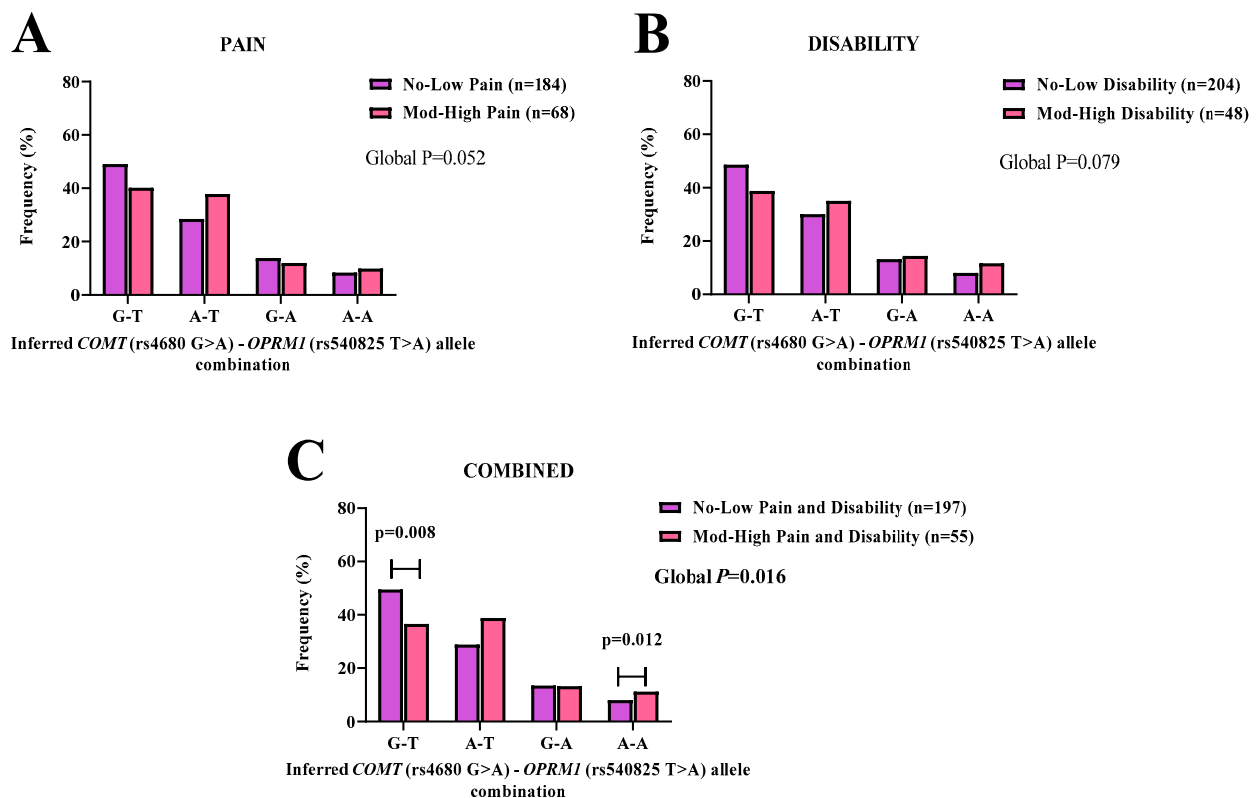 A
PAIN
No-Low Pain (n=184)
Mod-High Pain (n=68)
Global P=0.052
Frequency (%)
80
60
40
20
0
G-T A-T G-A A-A
Inferred COMT (rs4680 G>A) - OPRM1 (rs540825 T>A) allele
combination
B
DISABILITY
No-Low Disability (n=204)
Mod-High Disability (n=48)
Global P=0.079
Frequency (%)
80
60
40
20
0
G-T A-T G-A A-A
Inferred COMT (rs4680 G>A) - OPRM1 (rs540825 T>A) allele
combination
C
COMBINED
No-Low Pain and Disability (n=197)
Mod-High Pain and Disability (n=55)
Global P=0.016
p=0.008
p=0.012
Frequency (%)
80
60
40
20
0
G-T A-T G-A A-A
Inferred COMT (rs4680 G>A) - OPRM1 (rs540825 T>A) allele
combination